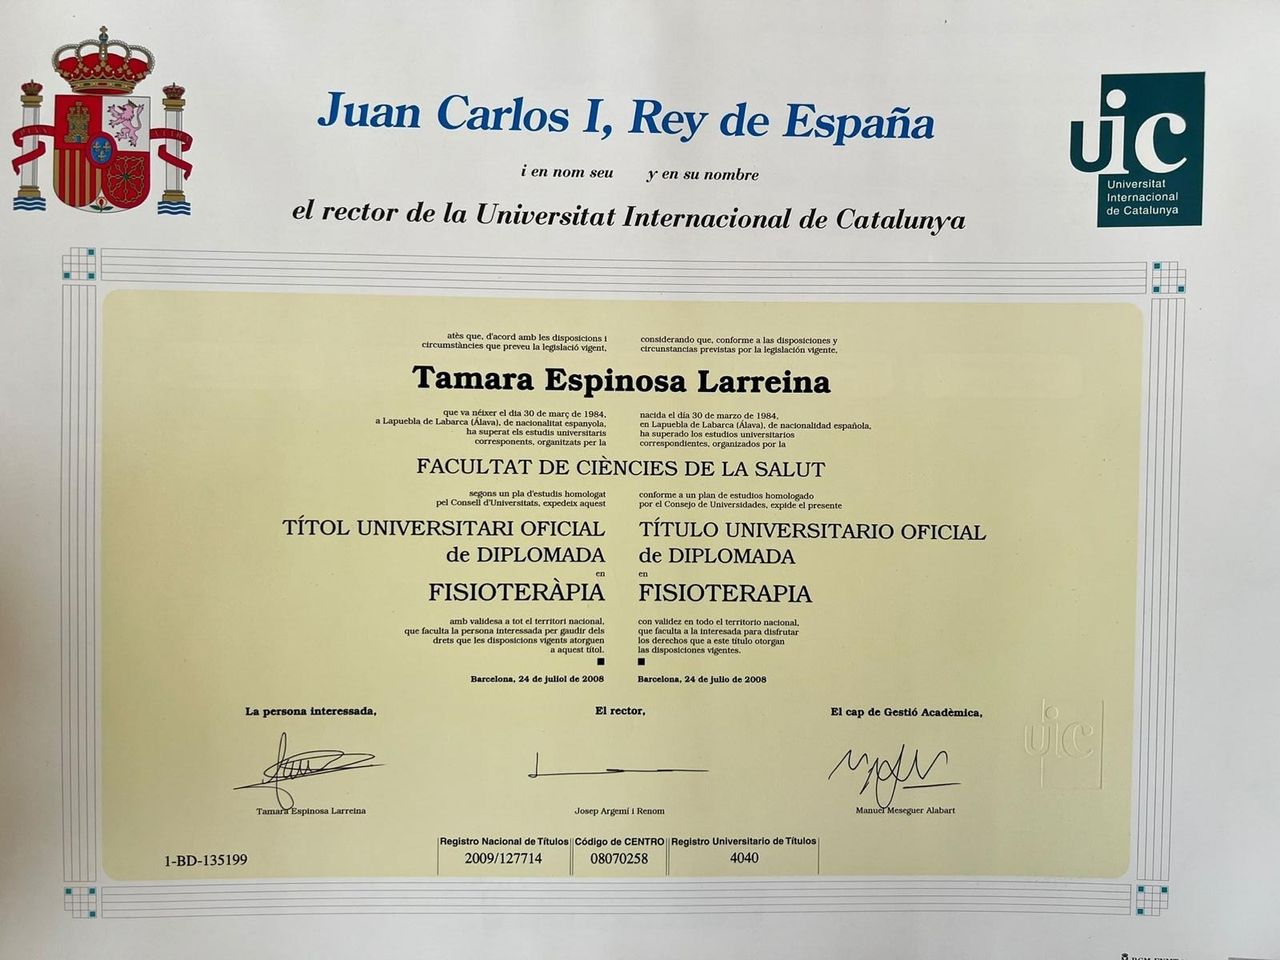 Juan Carlos I, Rey de España
i en nom seu y en su nombre
el rector de la Universitat Internacional de Catalunya
uic
Universitat
Internacional
de Catalunya
PLVS VLTRA
atès que, d'acord amb les disposicions i
circumstàncies que preveu la legislació vigent,
considerando que, conforme a las disposiciones y
circunstancias previstas por la legislación vigente,
Tamara Espinosa Larreina
que va néixer el dia 30 de març de 1984,
a Lapuebla de Labarca (Álava), de nacionalitat espanyola,
ha superat els estudis universitaris
corresponents, organitzats per la
nacida el día 30 de marzo de 1984,
en Lapuebla de Labarca (Álava), de nacionalidad española,
ha superado los estudios universitarios
correspondientes, organizados por la
FACULTAT DE CIÈNCIES DE LA SALUT
segons un pla d'estudis homologat
pel Consell d'Universitats, expedeix aquest
conforme a un plan de estudios homologado
por el Consejo de Universidades, expide el presente
TÍTOL UNIVERSITARI OFICIAL
de DIPLOMADA
en
FISIOTERÀPIA
TÍTULO UNIVERSITARIO OFICIAL
de DIPLOMADA
en
FISIOTERAPIA
amb validesa a tot el territori nacional,
que faculta la persona interessada per gaudir dels
drets que les disposicions vigents atorguen
a aquest títol.
con validez en todo el territorio nacional,
que faculta a la interesada para disfrutar
los derechos que a este título otorgan
las disposiciones vigentes.
Barcelona, 24 de juliol de 2008
Barcelona, 24 de julio de 2008
La persona interessada,
El rector,
El cap de Gestió Acadèmica,
uic
Tamara Espinosa Larreina
Josep Argemí i Renom
Manuel Meseguer Alabart
1-BD-135199
Registro Nacional de Títulos
2009/127714
Código de CENTRO
08070258
Registro Universitario de Títulos
4040